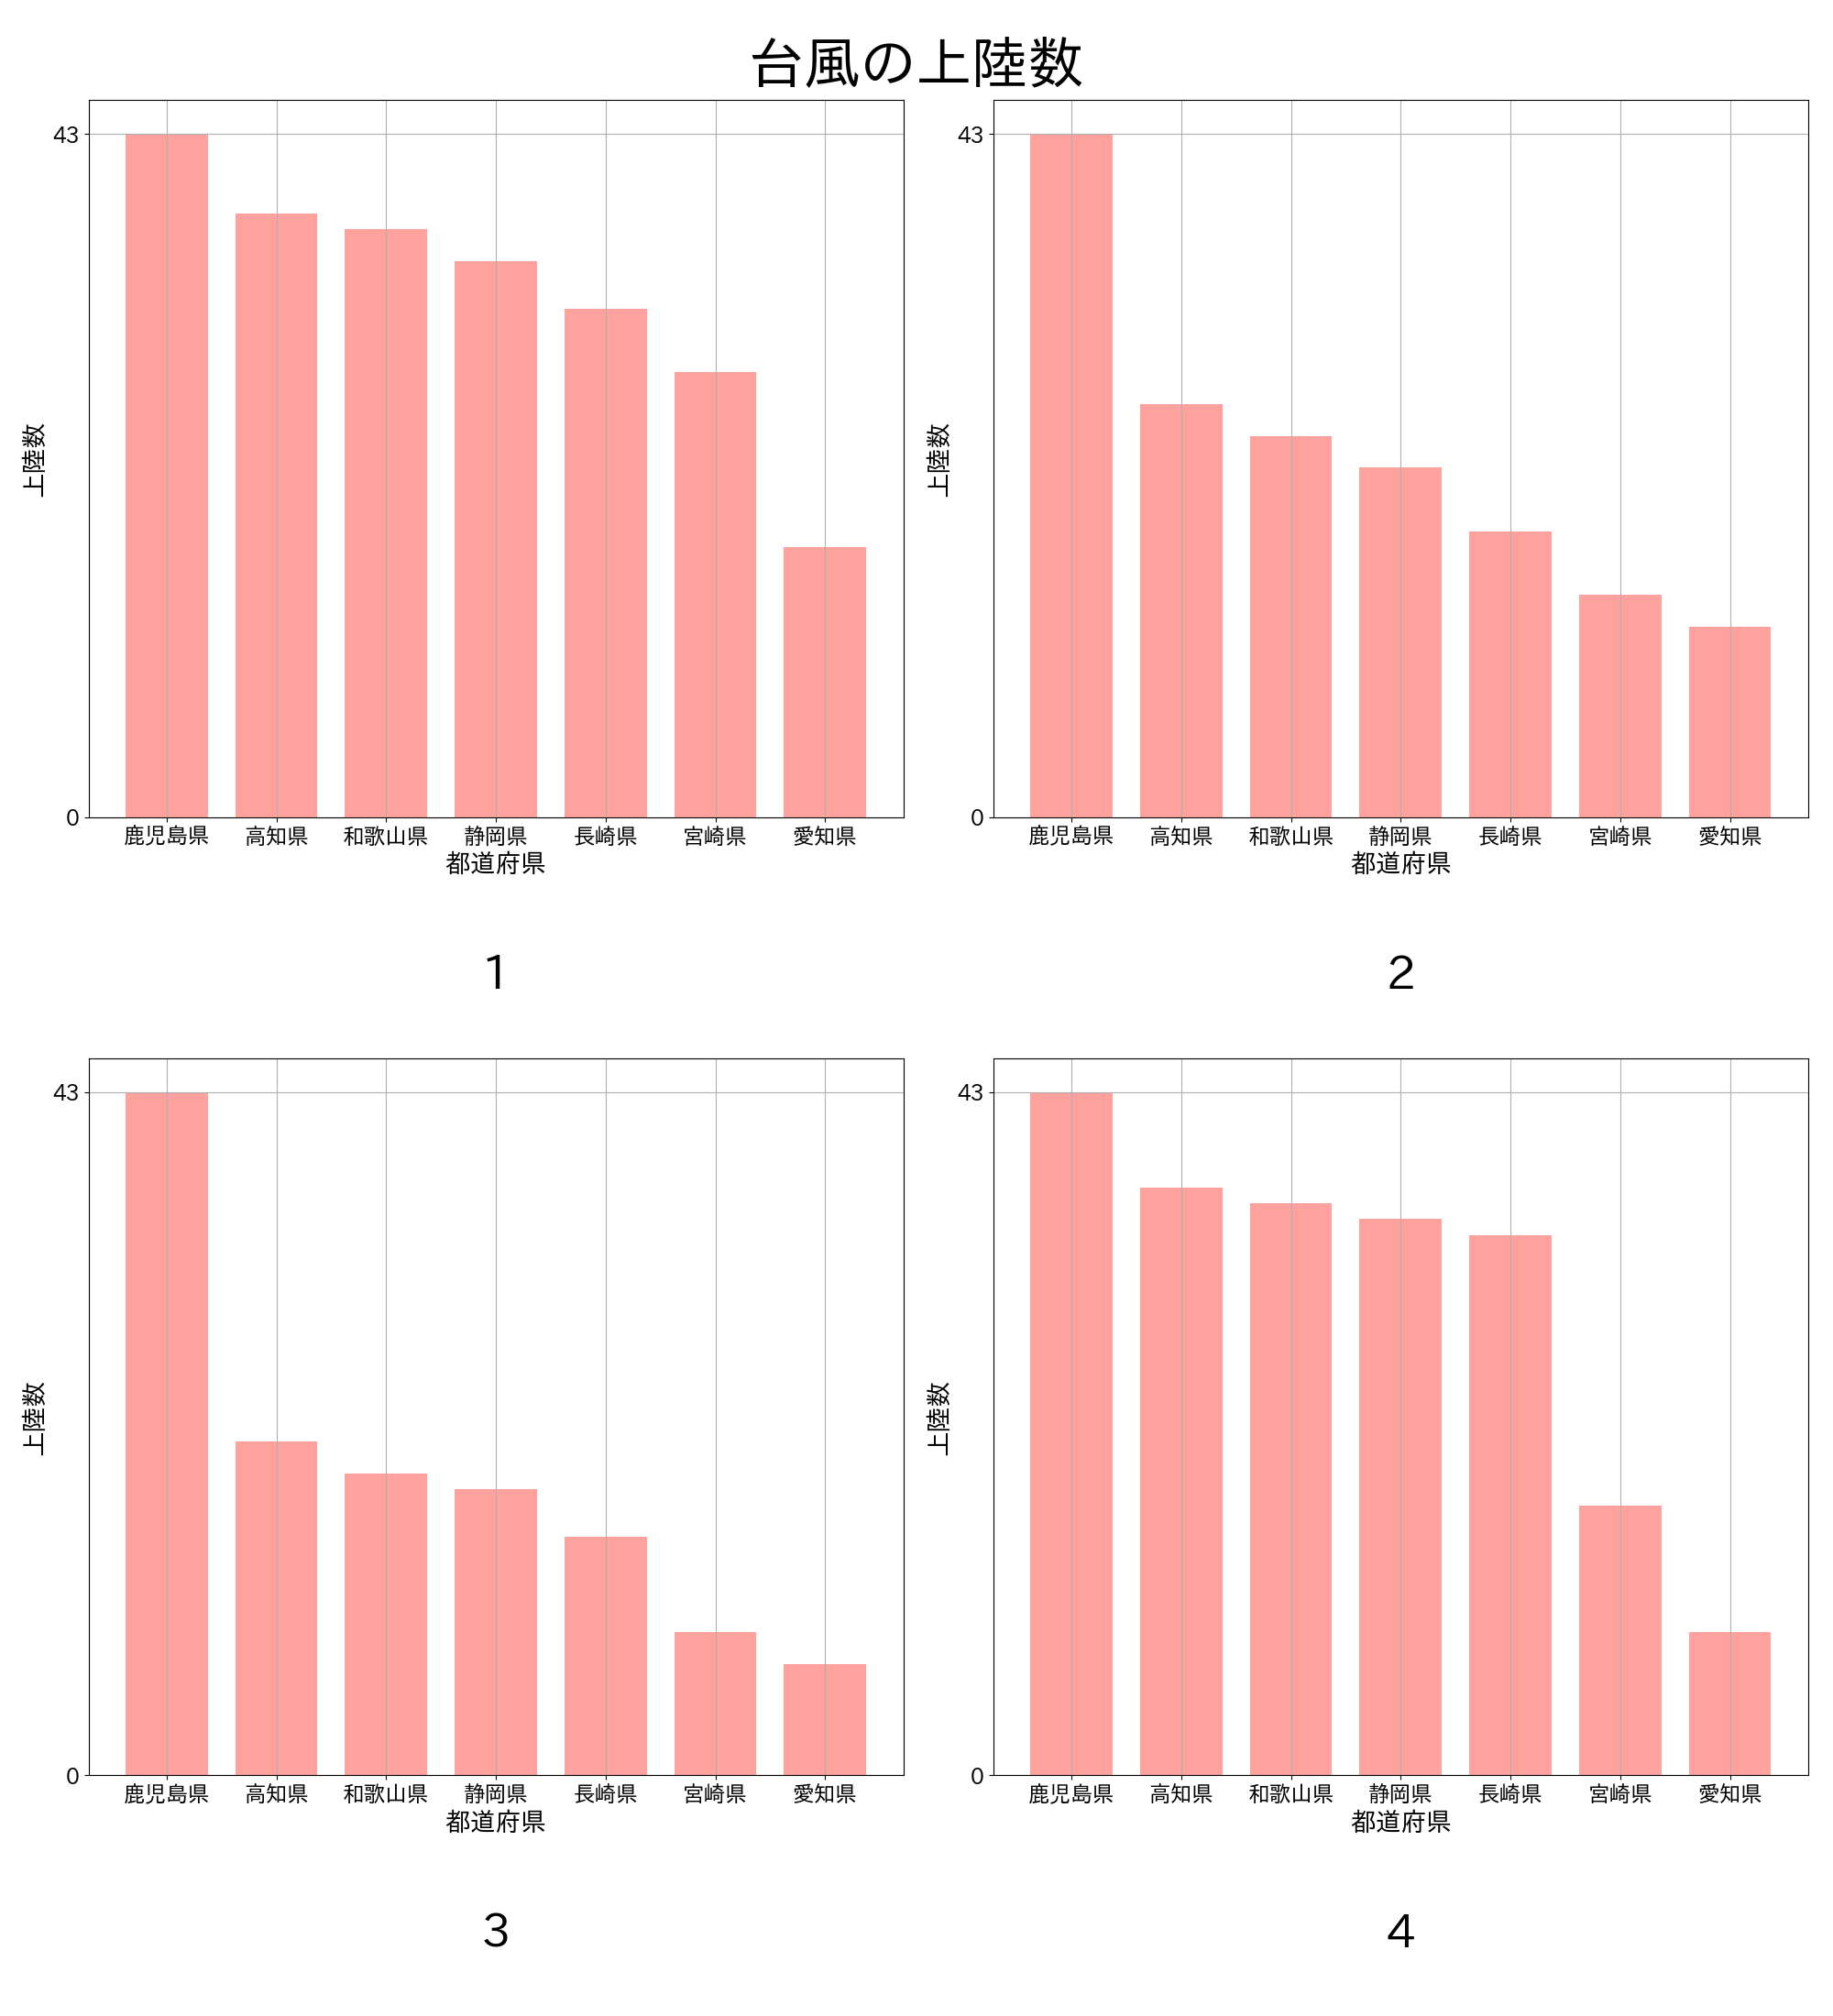 台風の上陸数
43
0
上陸数
鹿児島県 高知県 和歌山県 静岡県 長崎県 宮崎県 愛知県
都道府県
1
43
0
上陸数
鹿児島県 高知県 和歌山県 静岡県 長崎県 宮崎県 愛知県
都道府県
2
43
0
上陸数
鹿児島県 高知県 和歌山県 静岡県 長崎県 宮崎県 愛知県
都道府県
3
43
0
上陸数
鹿児島県 高知県 和歌山県 静岡県 長崎県 宮崎県 愛知県
都道府県
4